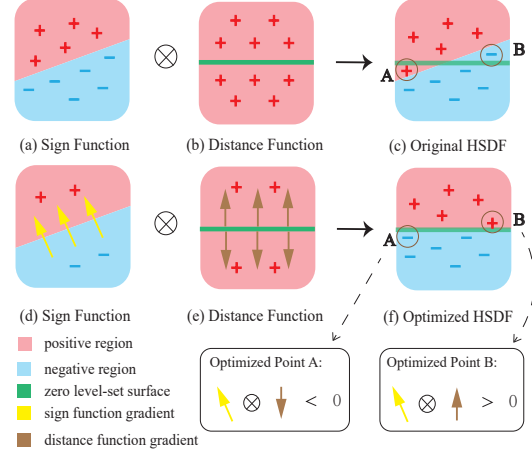 A
B
(a) Sign Function
(b) Distance Function
(c) Original HSDF
A
B
(d) Sign Function
(e) Distance Function
(f) Optimized HSDF
positive region
negative region
zero level-set surface
sign function gradient
distance function gradient
Optimized Point A:
< 0
Optimized Point B:
> 0